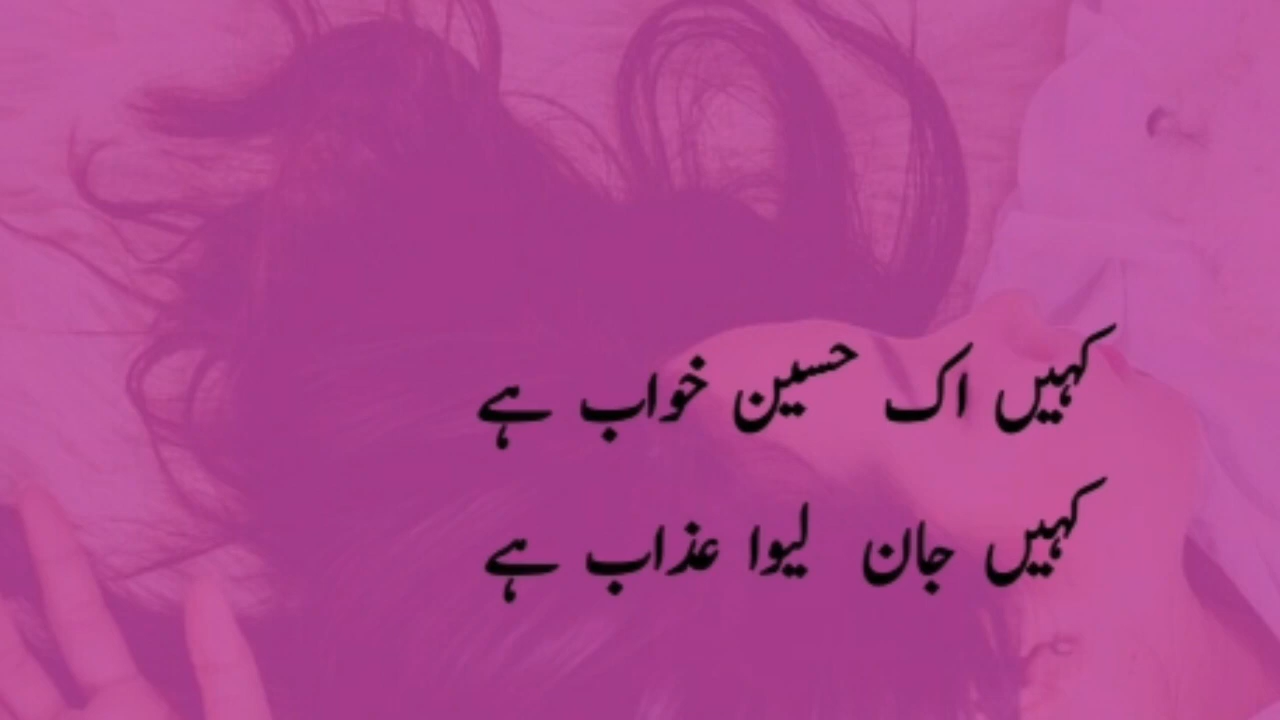 کہیں اک حسین خواب ہے
کہیں جان لیوا عذاب ہے